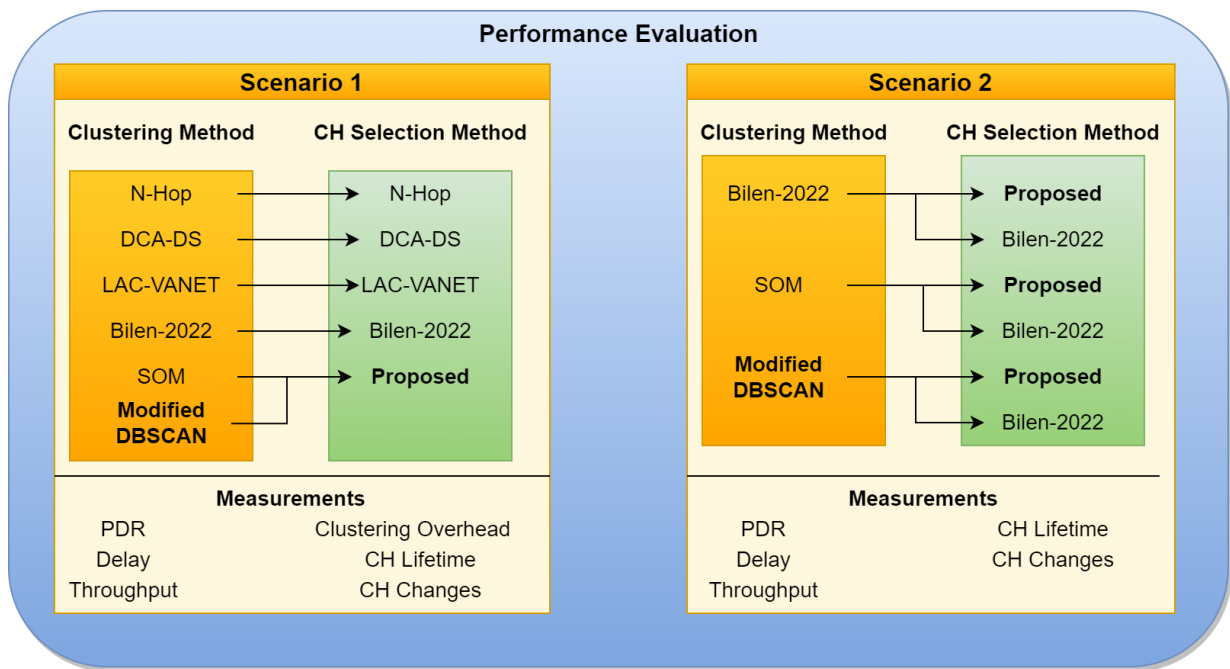 Performance Evaluation
Scenario 1
Clustering Method
CH Selection Method
N-Hop
N-Hop
DCA-DS
DCA-DS
LAC-VANET
LAC-VANET
Bilen-2022
Bilen-2022
SOM
Proposed
Modified
DBSCAN
Measurements
PDR
Clustering Overhead
Delay
CH Lifetime
Throughput
CH Changes
Scenario 2
Clustering Method
CH Selection Method
Bilen-2022
Proposed
Bilen-2022
SOM
Proposed
Bilen-2022
Modified
DBSCAN
Proposed
Bilen-2022
Measurements
PDR
CH Lifetime
Delay
CH Changes
Throughput